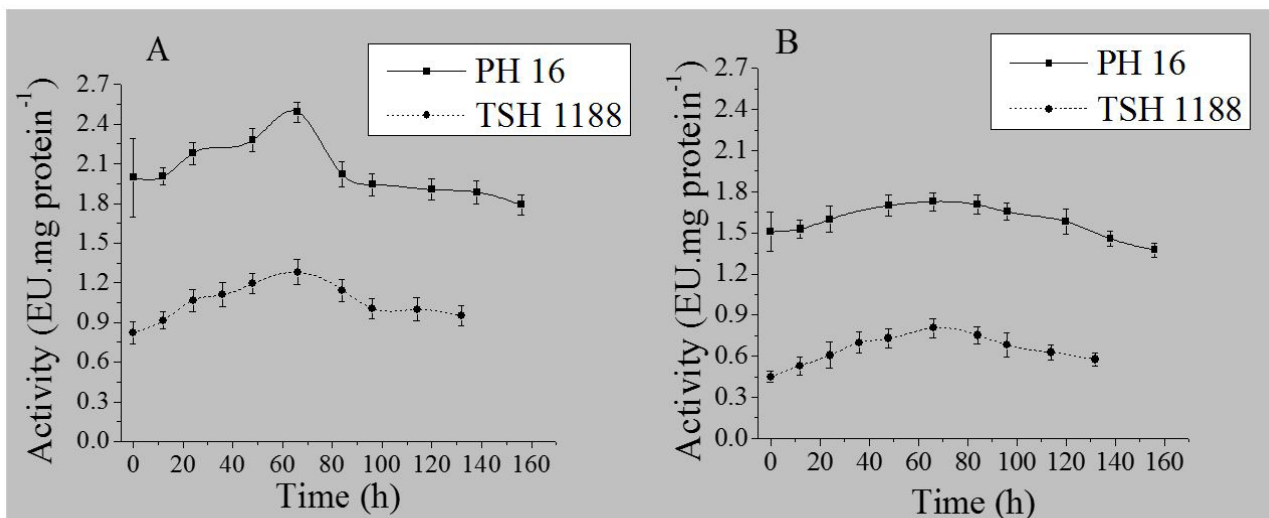 A
PH 16
TSH 1188
Activity (EU.mg protein⁻¹)
2.7
2.4
2.1
1.8
1.5
1.2
0.9
0.6
0.3
0.0
0 20 40 60 80 100 120 140 160
Time (h)
B
PH 16
TSH 1188
Activity (EU.mg protein⁻¹)
2.7
2.4
2.1
1.8
1.5
1.2
0.9
0.6
0.3
0.0
0 20 40 60 80 100 120 140 160
Time (h)